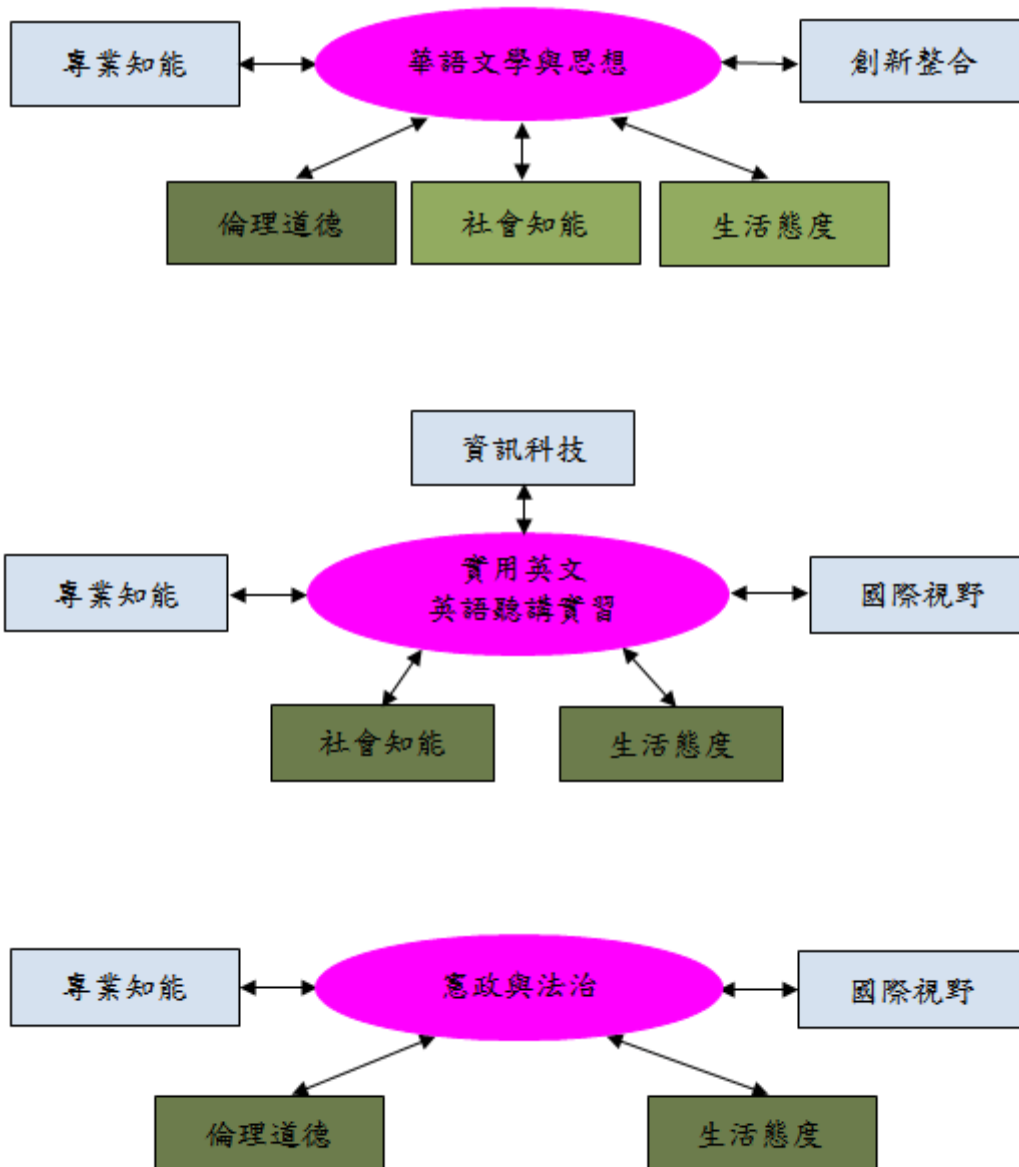 專業知能
華語文學與思想
創新整合
倫理道德
社會知能
生活態度
資訊科技
專業知能
實用英文
英語聽講實習
國際視野
社會知能
生活態度
專業知能
憲政與法治
國際視野
倫理道德
生活態度